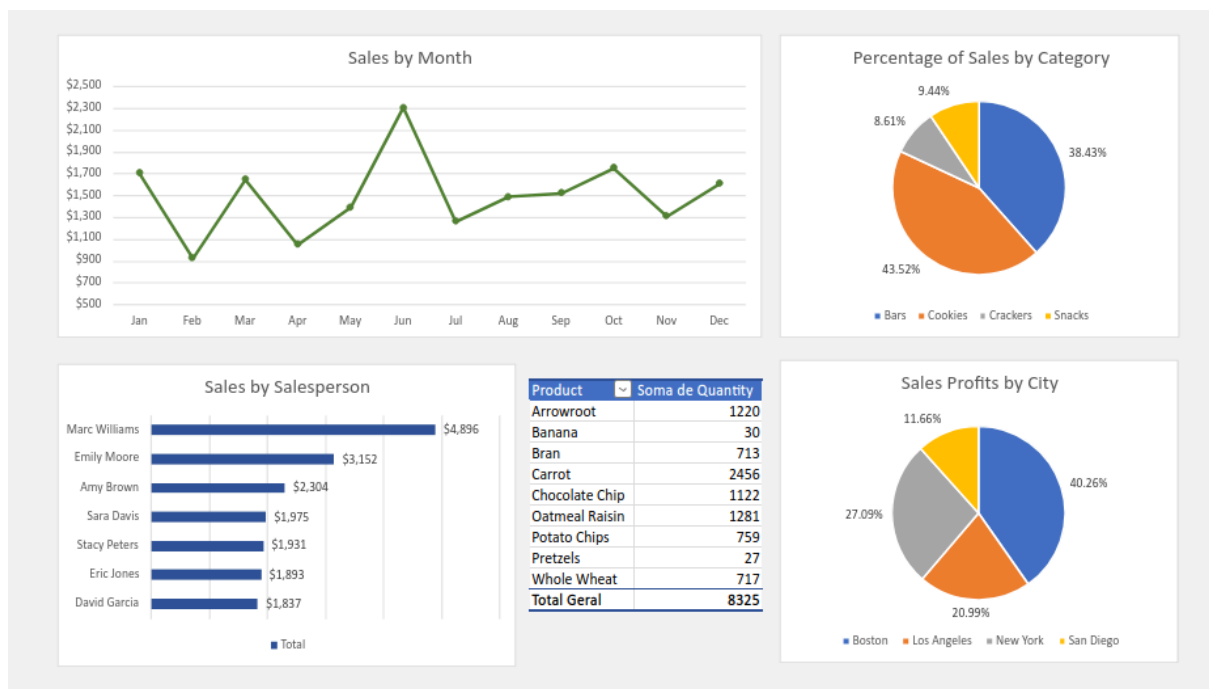 Sales by Month
$2,500
$2,300
$2,100
$1,900
$1,700
$1,500
$1,300
$1,100
$900
$700
$500
Jan Feb Mar Apr May Jun Jul Aug Sep Oct Nov Dec
Percentage of Sales by Category
9.44%
8.61%
38.43%
43.52%
Bars Cookies Crackers Snacks
Sales by Salesperson
Marc Williams $4,896
Emily Moore $3,152
Amy Brown $2,304
Sara Davis $1,975
Stacy Peters $1,931
Eric Jones $1,893
David Garcia $1,837
Total
Product Soma de Quantity
Arrowroot 1220
Banana 30
Bran 713
Carrot 2456
Chocolate Chip 1122
Oatmeal Raisin 1281
Potato Chips 759
Pretzels 27
Whole Wheat 717
Total Geral 8325
Sales Profits by City
11.66%
40.26%
27.09%
20.99%
Boston Los Angeles New York San Diego